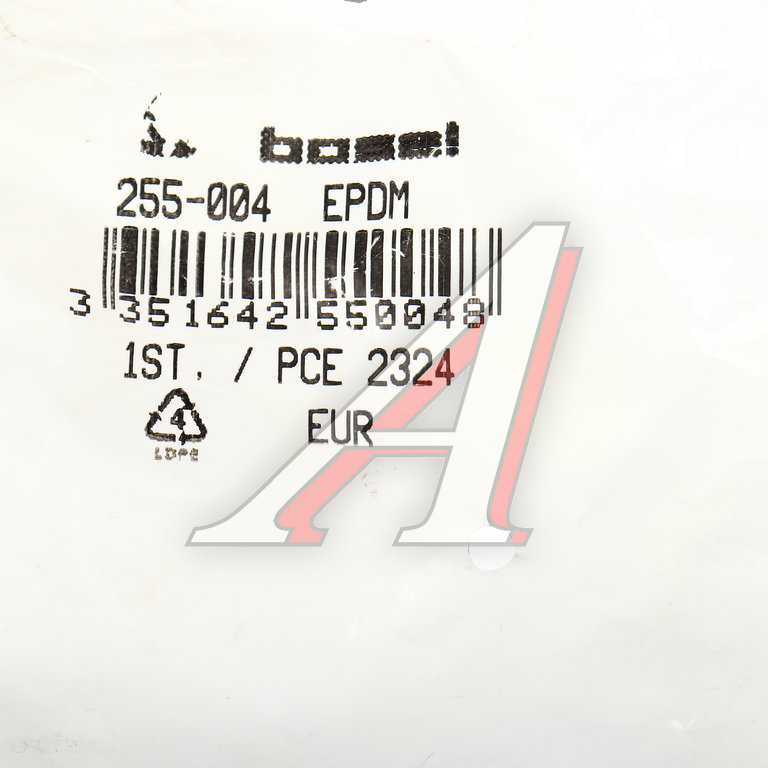 bosal
255-004 EPDM
3 351642 550048
1ST. / PCE 2324
4 EUR
LDPE
A